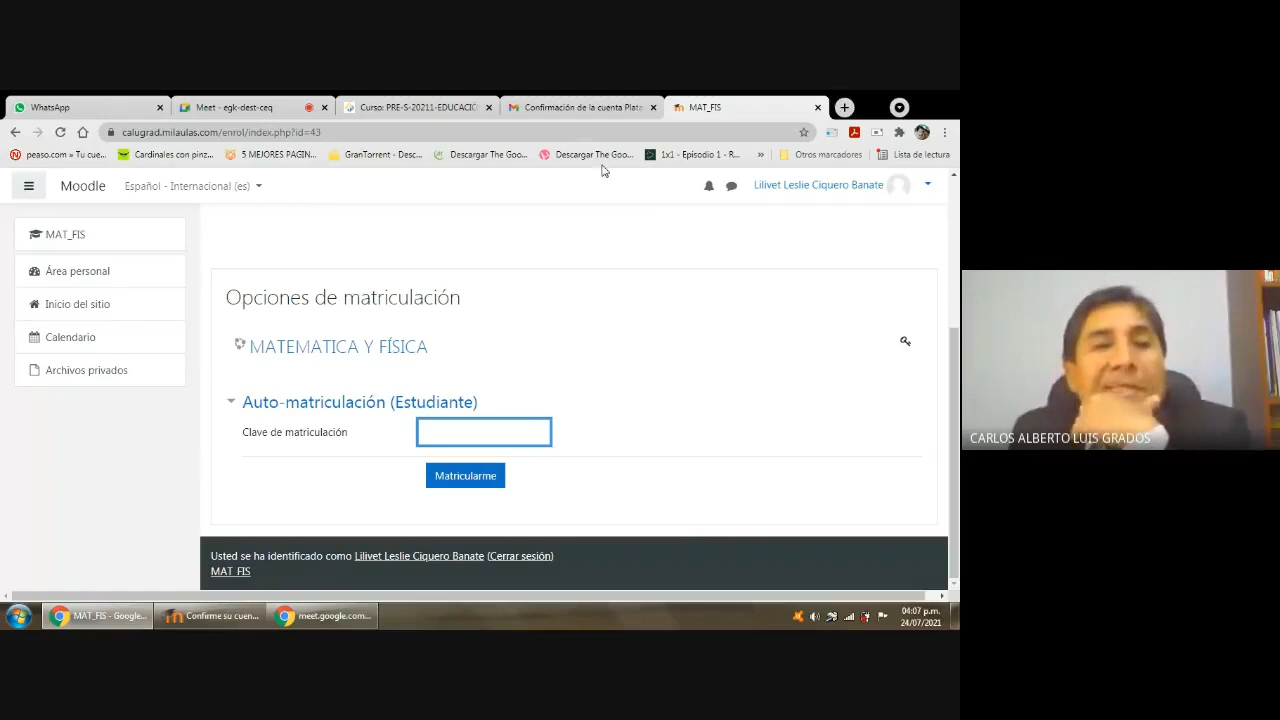 WhatsApp
Meet - egk-dest-ceq
Curso: PRE-S-20211-EDUCACIÓ
Confirmación de la cuenta Plata
MAT_FIS
calugrad.milaulas.com/enrol/index.php?id=43
peaso.com » Tu cue...
Cardinales con pinz...
5 MEJORES PAGIN...
GranTorrent - Desc...
Descargar The Goo...
Descargar The Goo...
1x1 - Episodio 1 - R...
»
Otros marcadores
Lista de lectura
Moodle
Español - Internacional (es)
Lilivet Leslie Ciquero Banate
MAT_FIS
Área personal
Inicio del sitio
Calendario
Archivos privados
Opciones de matriculación
MATEMATICA Y FÍSICA
Auto-matriculación (Estudiante)
Clave de matriculación
Matricularme
Usted se ha identificado como Lilivet Leslie Ciquero Banate (Cerrar sesión)
MAT_FIS
CARLOS ALBERTO LUIS GRADOS
MAT_FIS - Google...
Confirme su cuen...
meet.google.com...
04:07 p.m.
24/07/2021